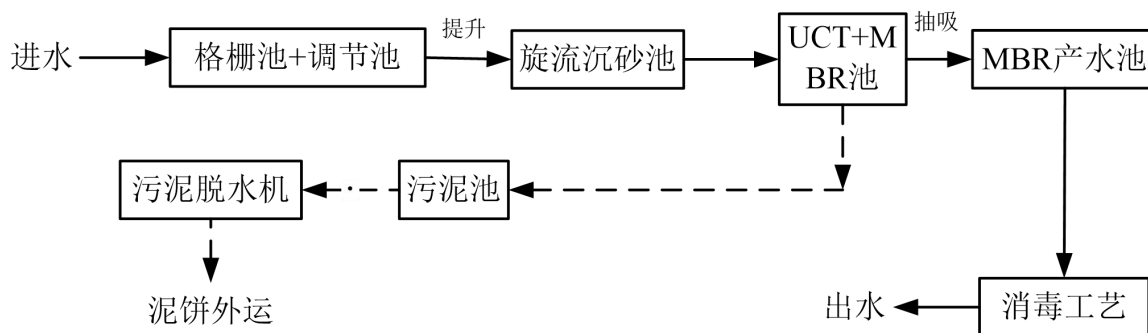 进水
格栅池+调节池
提升
旋流沉砂池
UCT+M
BR池
抽吸
MBR产水池
污泥脱水机
污泥池
泥饼外运
出水
消毒工艺